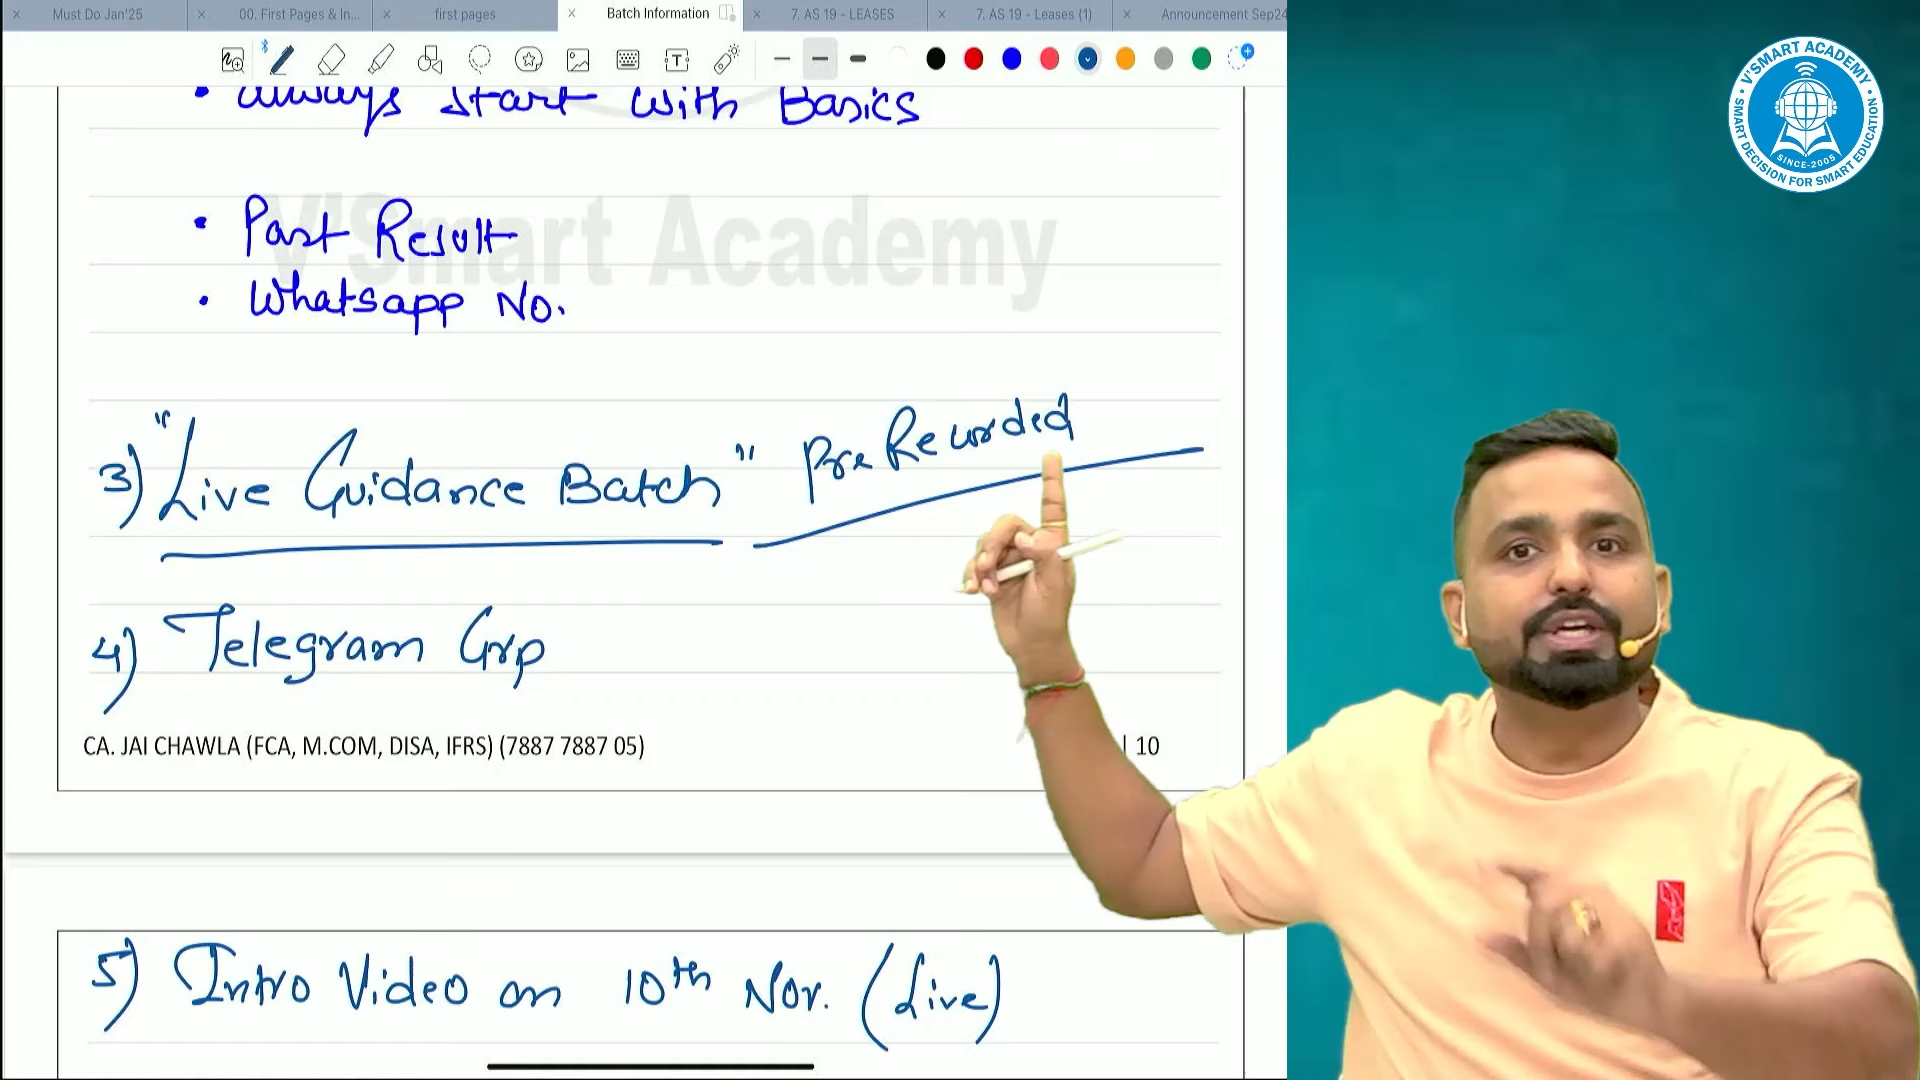 Must Do Jan'25
00. First Pages & In...
first pages
Batch Information
7. AS 19 - LEASES
7. AS 19 - Leases (1)
Announcement Sep24
• Always Start With Basics
V'Smart Academy
• Past Result
• Whatsapp No.
3) "Live Guidance Batch" Pre Recorded
4) Telegram Grp
CA. JAI CHAWLA (FCA, M.COM, DISA, IFRS) (7887 7887 05)
| 10
5) Intro Video on 10th Nov. (Live)
V'SMART ACADEMY
SINCE-2005
SMART DECISION FOR SMART EDUCATION